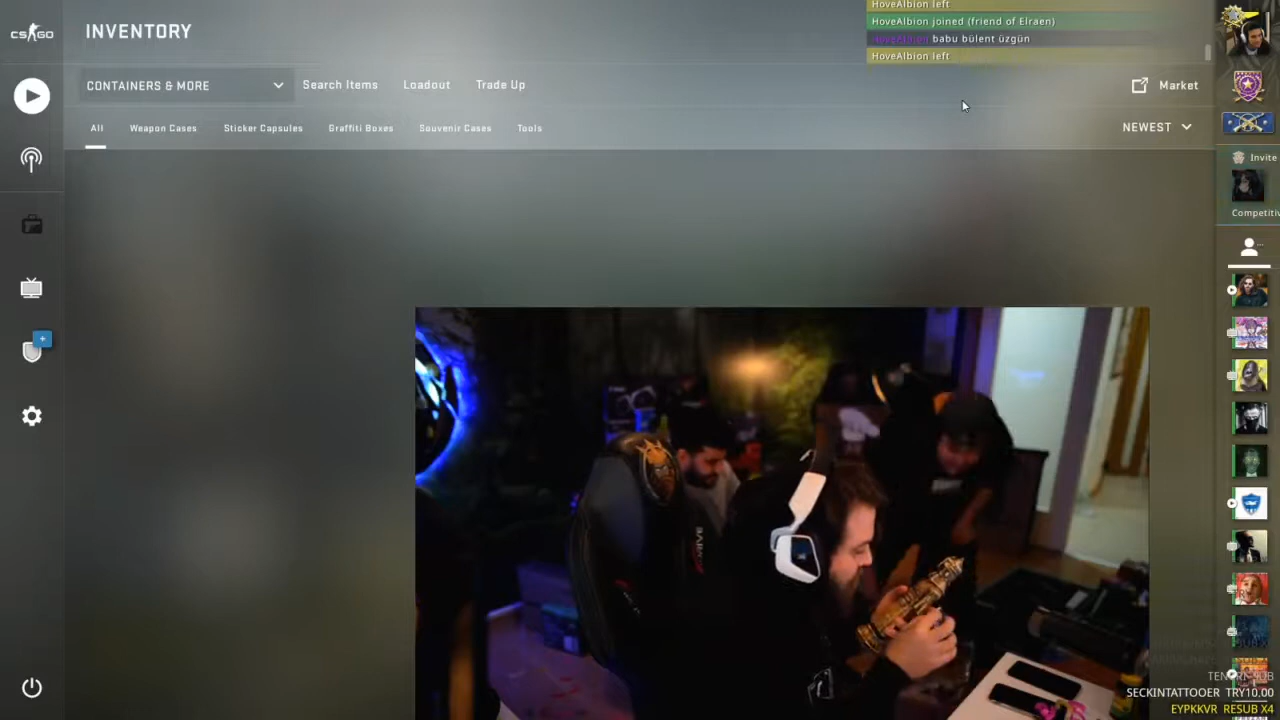 HoveAlbion left
HoveAlbion joined (friend of Elraen)
babu bülent üzgün
HoveAlbion left
CS:GO
INVENTORY
CONTAINERS & MORE
Search Items
Loadout
Trade Up
Market
All
Weapon Cases
Sticker Capsules
Graffiti Boxes
Souvenir Cases
Tools
NEWEST
Invite
Competitiv
SECKINTATTOOER TRY10.00
EYPKKVR RESUB X4